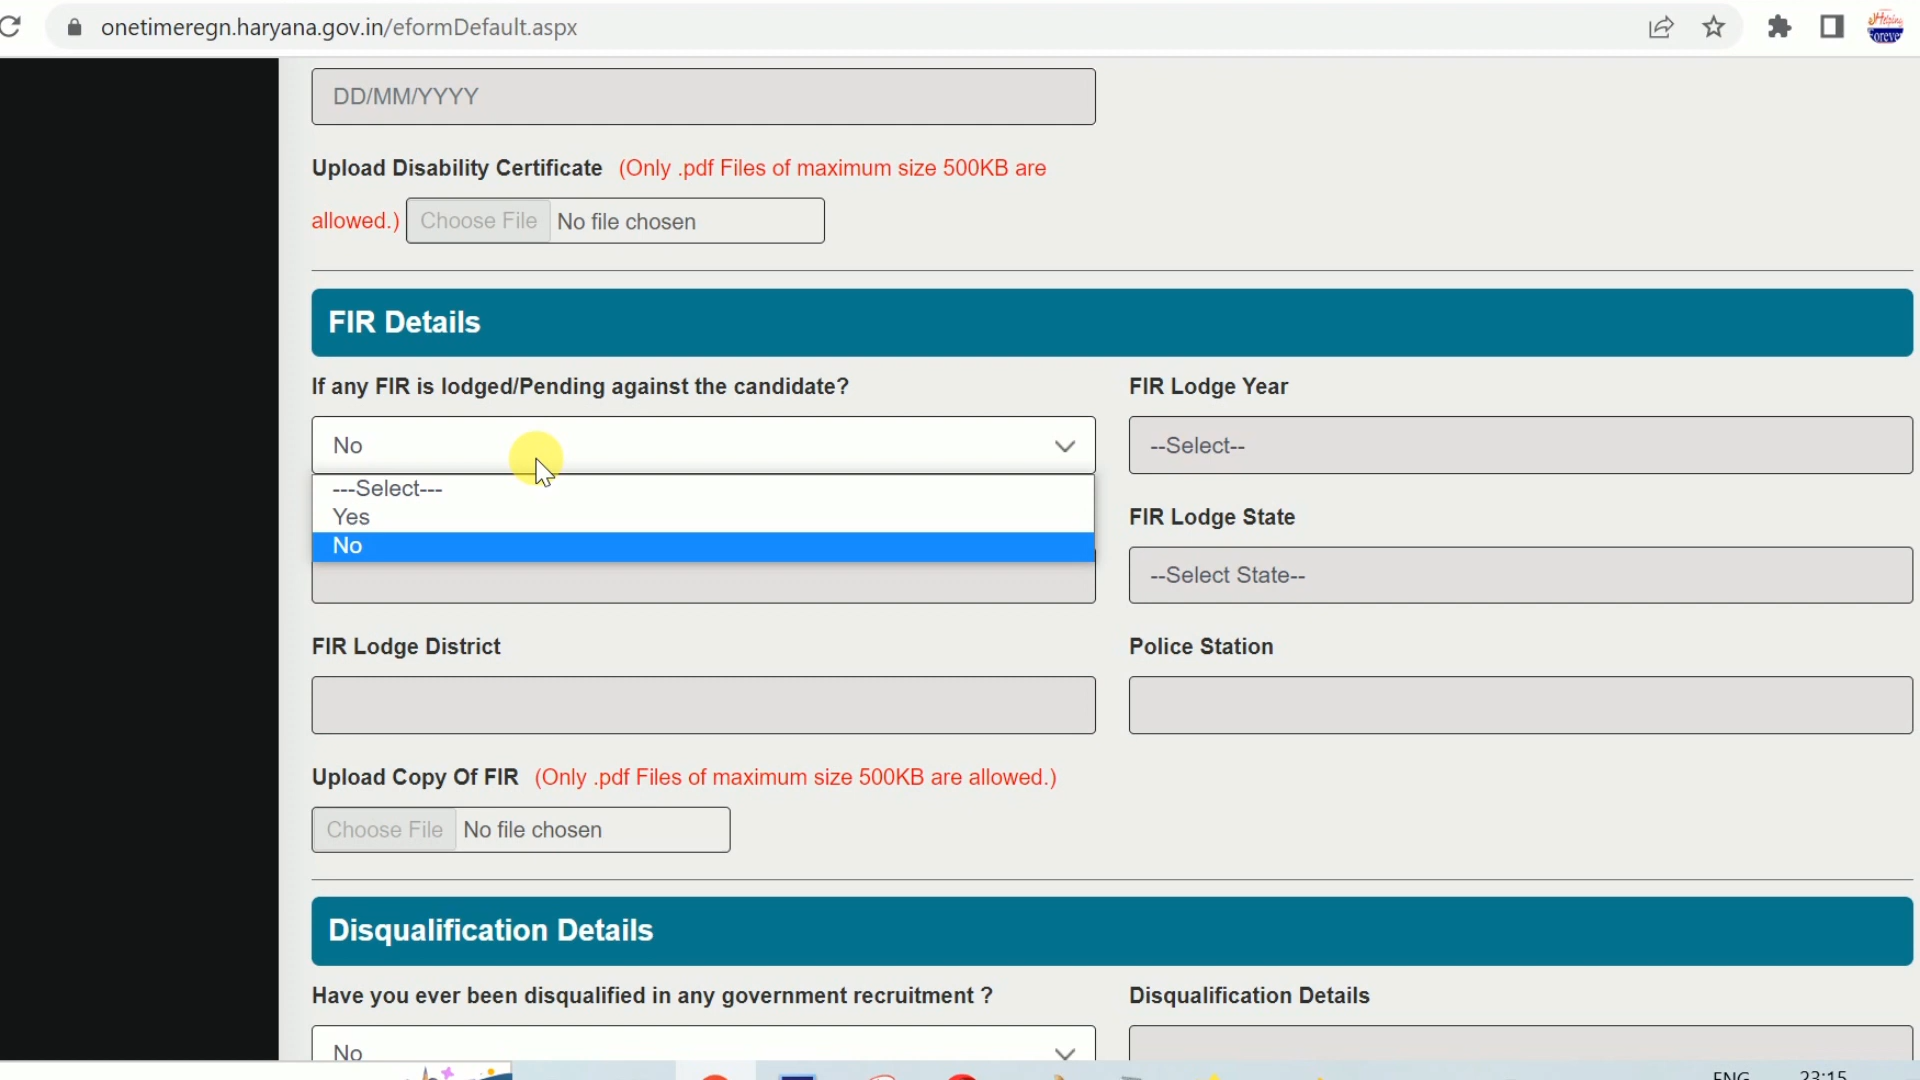 onetimeregn.haryana.gov.in/eformDefault.aspx
DD/MM/YYYY
Upload Disability Certificate (Only .pdf Files of maximum size 500KB are
allowed.) Choose File No file chosen
FIR Details
If any FIR is lodged/Pending against the candidate?
FIR Lodge Year
No
--Select--
---Select---
Yes
No
FIR Lodge State
--Select State--
FIR Lodge District
Police Station
Upload Copy Of FIR (Only .pdf Files of maximum size 500KB are allowed.)
Choose File No file chosen
Disqualification Details
Have you ever been disqualified in any government recruitment ?
Disqualification Details
No
ENG 23:15